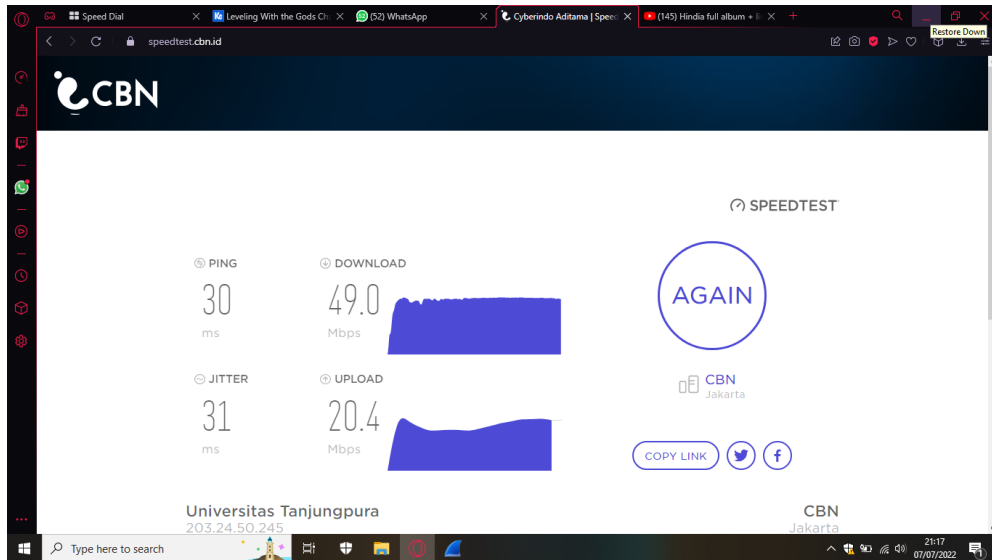 Speed Dial
Leveling With the Gods Ch
(52) WhatsApp
Cyberindo Aditama | Speed
(145) Hindia full album + li
Restore Down
speedtest.cbn.id
CBN
SPEEDTEST
PING
30
ms
DOWNLOAD
49.0
Mbps
AGAIN
JITTER
31
ms
UPLOAD
20.4
Mbps
CBN
Jakarta
COPY LINK
Universitas Tanjungpura
203.24.50.245
CBN
Jakarta
Type here to search
21:17
07/07/2022